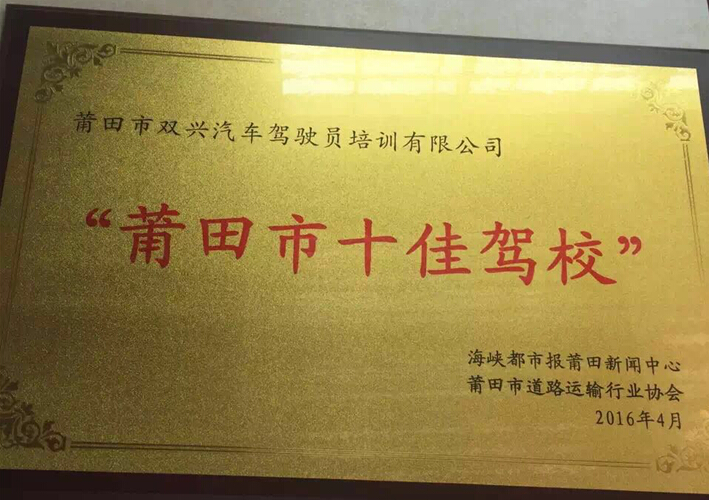 莆田市双兴汽车驾驶员培训有限公司
“莆田市十佳驾校”
海峡都市报莆田新闻中心
莆田市道路运输行业协会
2016年4月